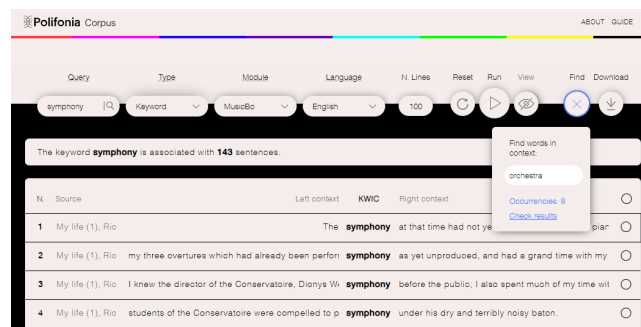 Polifonia Corpus ABOUT GUIDE
Query Type Module Language N. Lines Reset Run View Find Download
symphony Keyword MusicBo English 100
The keyword symphony is associated with 143 sentences.
Find words in
context:
orchestra
Occurrencies: 8
Check results
N. Source Left context KWIC Right context
1 My life (1), Ric The symphony at that time had not ye
2 My life (1), Ric my three overtures which had already been perfor symphony as yet unproduced, and had a grand time with my
3 My life (1), Ric I knew the director of the Conservatoire, Dionys symphony before the public; I also spent much of my time wit
4 My life (1), Ric students of the Conservatoire were compelled to p symphony under his dry and terribly noisy baton.